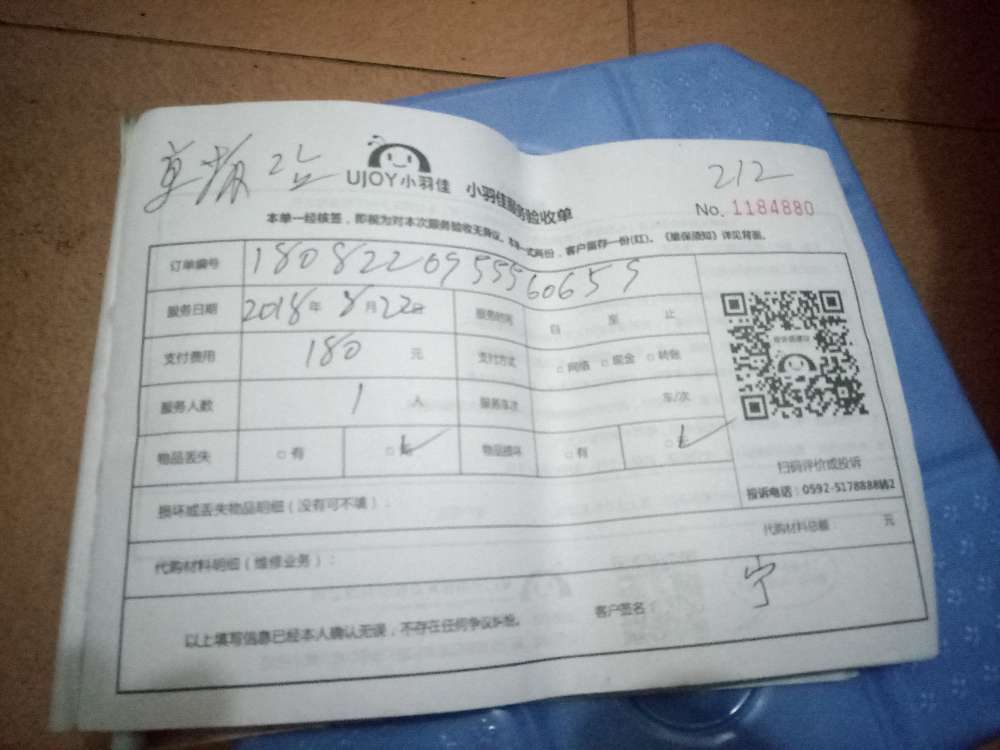 212
UJOY小羽佳 小羽佳服务验收单
No. 1184880
本单一经核签，即视为对本次服务验收无异议。本单一式两份，客户留存一份(红)。《售保须知》详见背面。
订单编号
服务日期 2018年 8月22日 服务时间 自 至 止
支付费用 180 元 支付方式 □网络 □现金 □转账
服务人数 1 人 服务车次 车/次
物品丢失 □有 □ 物品损坏 □有 □
扫码评价或投诉
投诉电话：0592-5178888转2
损坏或丢失物品明细（没有可不填）：
代购材料明细（维修业务）： 代购材料总额： 元
以上填写信息已经本人确认无误，不存在任何争议纠纷。 客户签名： 宁